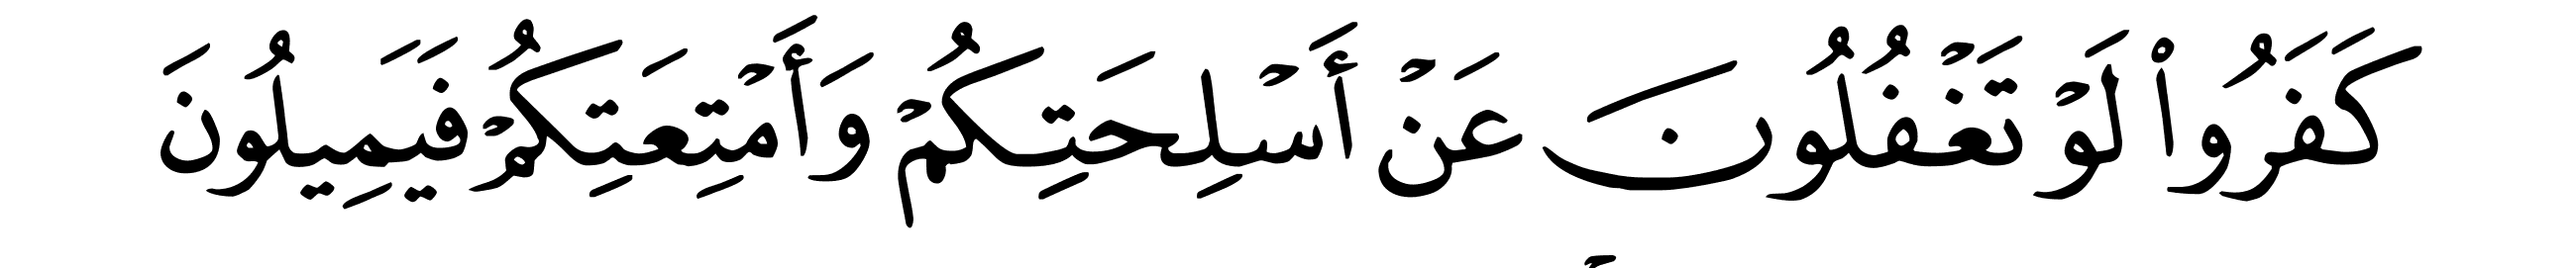 كَفَرُوا۟ لَوْ تَغْفُلُونَ عَنْ أَسْلِحَتِكُمْ وَأَمْتِعَتِكُمْ فَيَمِيلُونَ